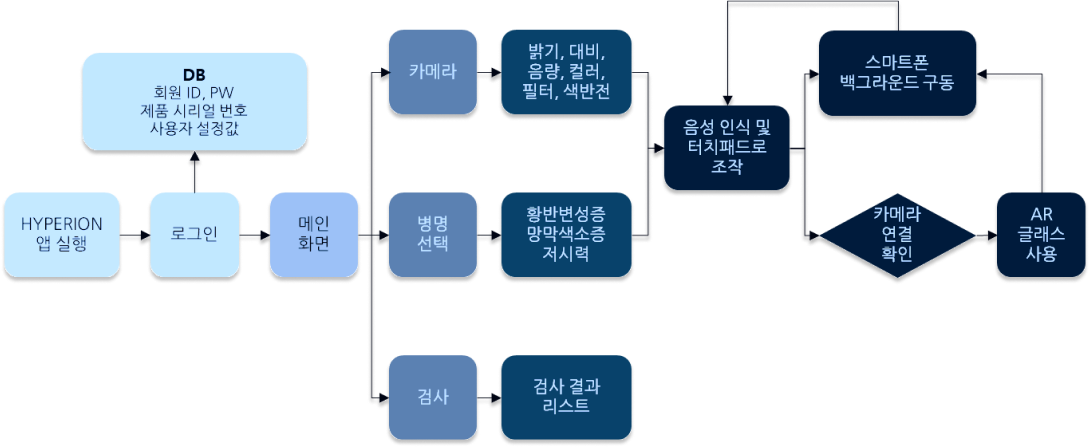 DB
회원 ID, PW
제품 시리얼 번호
사용자 설정값
HYPERION
앱 실행
로그인
메인
화면
카메라
밝기, 대비,
음량, 컬러,
필터, 색반전
병명
선택
황반변성증
망막색소증
저시력
검사
검사 결과
리스트
음성 인식 및
터치패드로
조작
스마트폰
백그라운드 구동
카메라
연결
확인
AR
글래스
사용